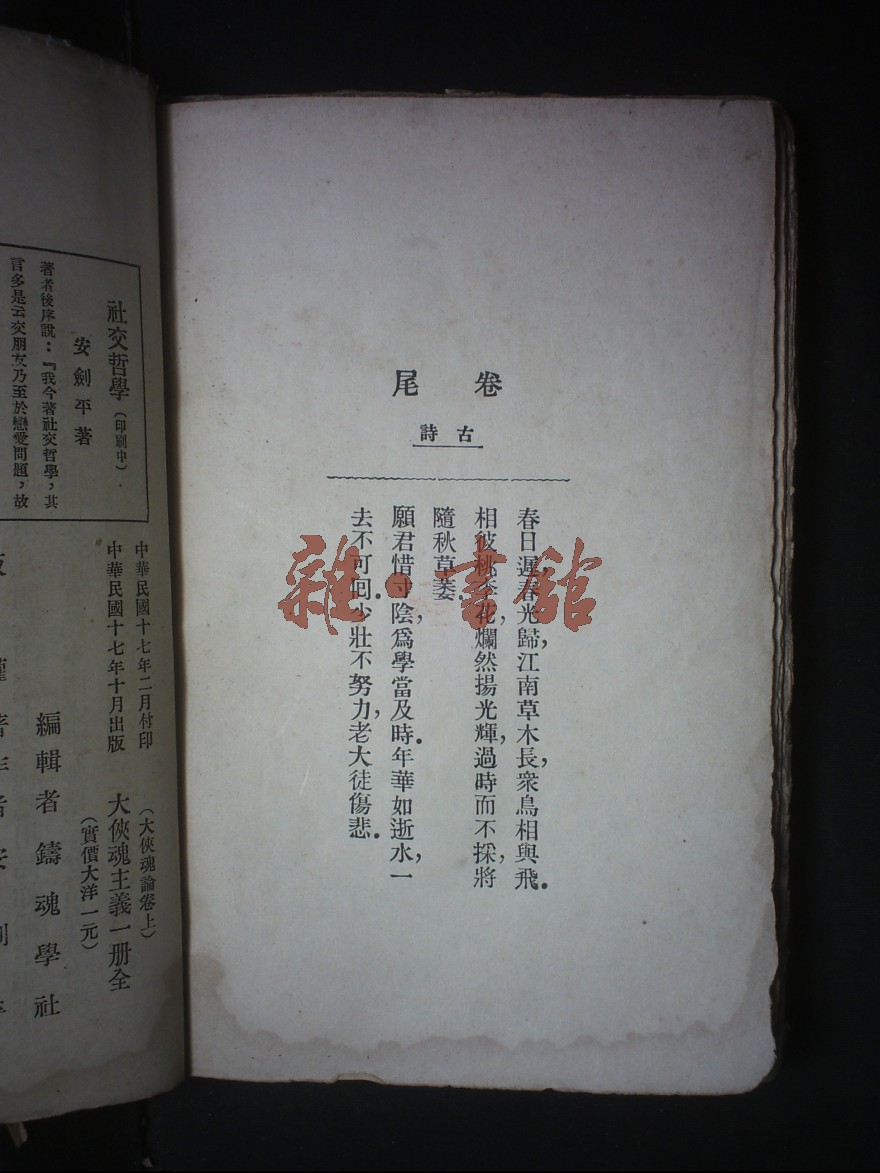 卷尾
古詩
春日運春光歸，江南草木長，衆鳥相與飛。
相彼桃李花，爛然揚光輝，過時而不採，將
隨秋草萎。
願君惜寸陰，爲學當及時。年華如逝水，一
去不可回。少壯不努力，老大徒傷悲。
雜·書館
社交哲學（印刷中）
安劍平著
著者後序說：『我今著社交哲學，其
言多是云交朋友乃至於戀愛問題，故
中華民國十七年二月付印
中華民國十七年十月出版
（大俠魂論卷上）
大俠魂主義一册全
（實價大洋一元）
編輯者鑄魂學社